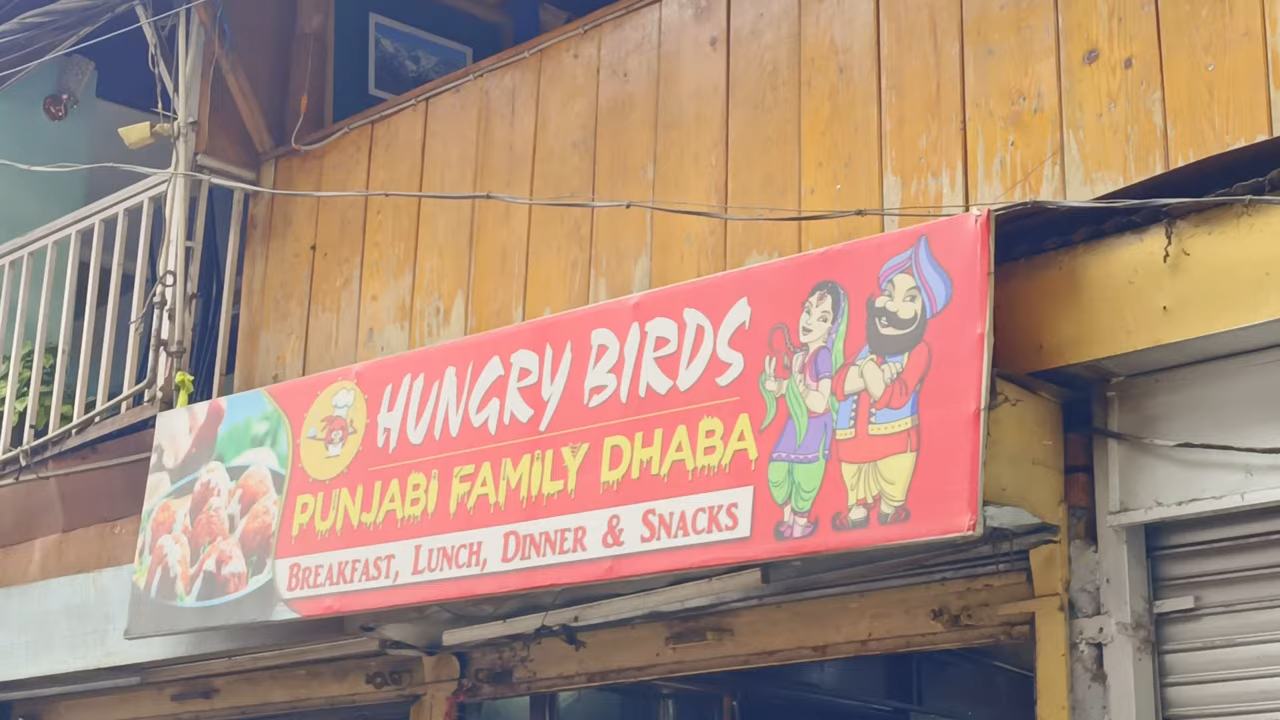 HUNGRY BIRDS
PUNJABI FAMILY DHABA
BREAKFAST, LUNCH, DINNER & SNACKS